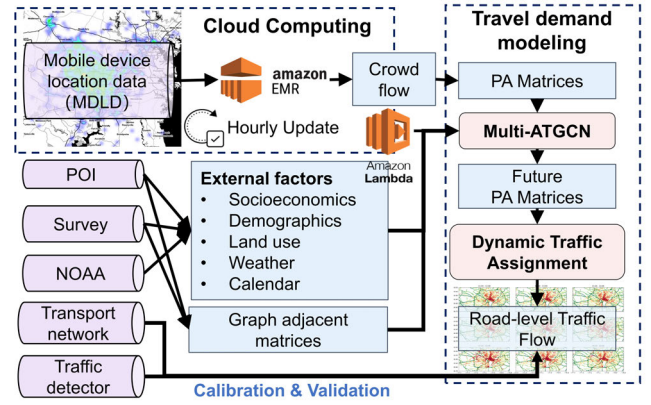 Cloud Computing
Mobile device
location data
(MDLD)
amazon
EMR
Crowd
flow
Hourly Update
Amazon
Lambda
Travel demand
modeling
PA Matrices
Multi-ATGCN
Future
PA Matrices
Dynamic Traffic
Assignment
Road-level Traffic
Flow
POI
Survey
NOAA
Transport
network
Traffic
detector
External factors
• Socioeconomics
• Demographics
• Land use
• Weather
• Calendar
Graph adjacent
matrices
Calibration & Validation